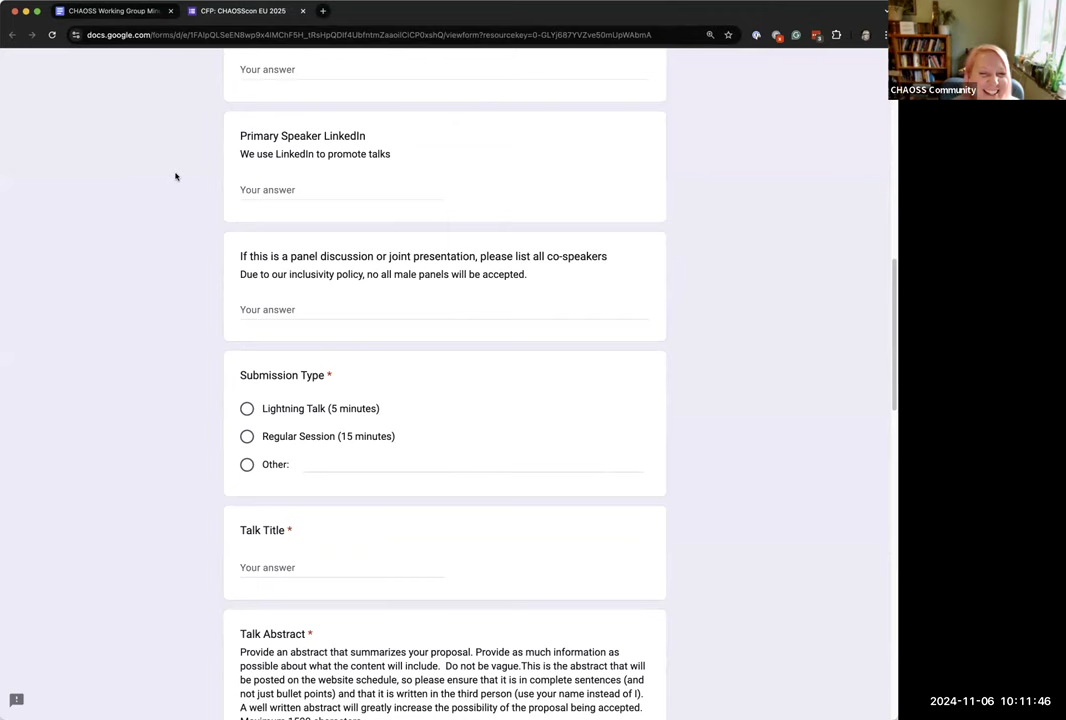 CHAOSS Working Group Min
CFP: CHAOSScon EU 2025
docs.google.com/forms/d/e/1FAIpQLSeEN8wp9x4lMChF5H_tRsHpQDIf4UbfntmZaaoilClCP0xshQ/viewform?resourcekey=0-GLYj687YVZve50mUpWAbmA
CHAOSS Community
Your answer
Primary Speaker LinkedIn
We use LinkedIn to promote talks
Your answer
If this is a panel discussion or joint presentation, please list all co-speakers
Due to our inclusivity policy, no all male panels will be accepted.
Your answer
Submission Type *
Lightning Talk (5 minutes)
Regular Session (15 minutes)
Other:
Talk Title *
Your answer
Talk Abstract *
Provide an abstract that summarizes your proposal. Provide as much information as
possible about what the content will include.  Do not be vague.This is the abstract that will
be posted on the website schedule, so please ensure that it is in complete sentences (and
not just bullet points) and that it is written in the third person (use your name instead of I).
A well written abstract will greatly increase the possibility of the proposal being accepted.
Maximum 1500 characters
2024-11-06 10:11:46